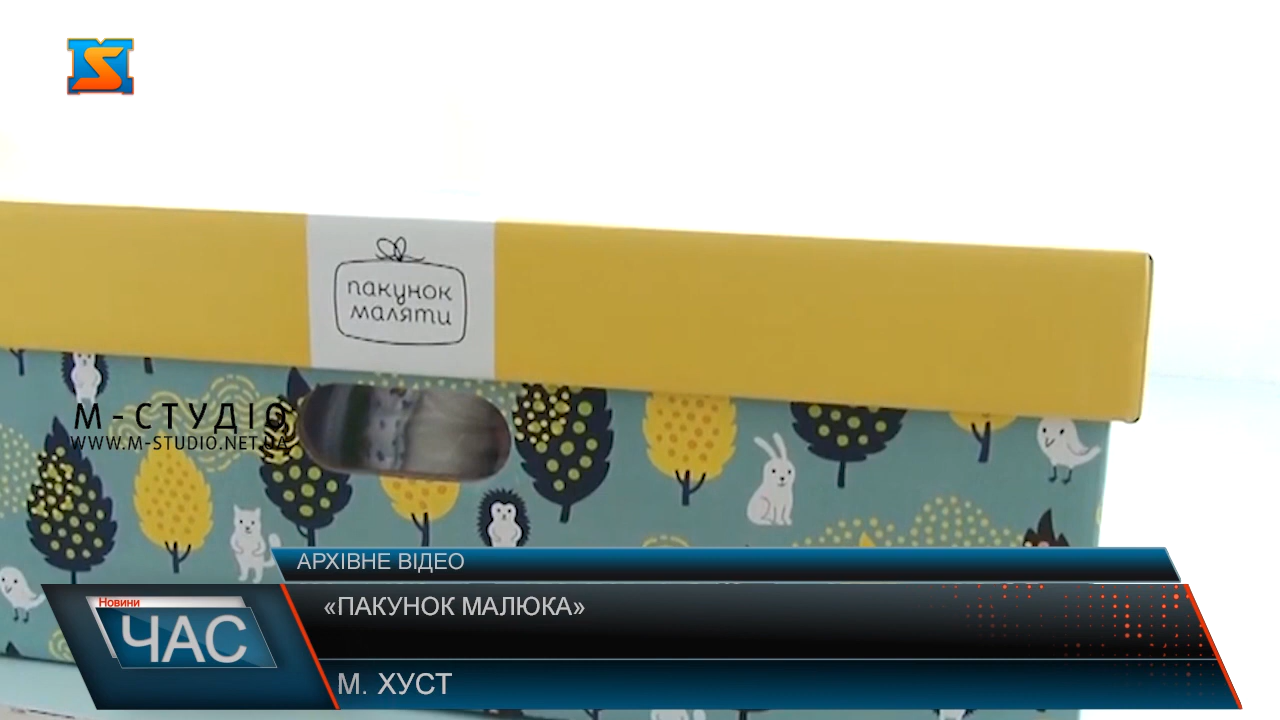 пакунок
маляти
М-СТУДІО
WWW.M-STUDIO.NET.UA
АРХІВНЕ ВІДЕО
Новини
ЧАС
«ПАКУНОК МАЛЮКА»
М. ХУСТ